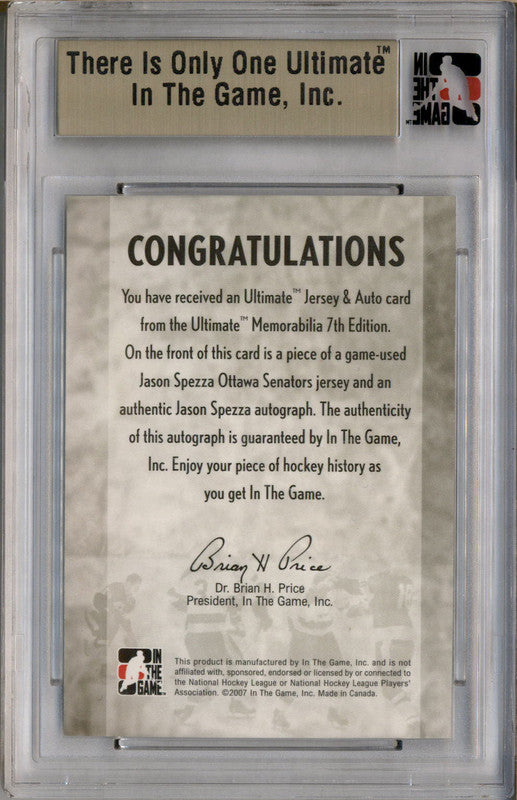 There Is Only One Ultimate™
In The Game, Inc.
IN
THE
GAME
CONGRATULATIONS
You have received an Ultimate™ Jersey & Auto card
from the Ultimate™ Memorabilia 7th Edition.
On the front of this card is a piece of a game-used
Jason Spezza Ottawa Senators jersey and an
authentic Jason Spezza autograph. The authenticity
of this autograph is guaranteed by In The Game,
Inc. Enjoy your piece of hockey history as
you get In The Game.
Brian H Price
Dr. Brian H. Price
President, In The Game, Inc.
IN
THE
GAME
This product is manufactured by In The Game, Inc. and is not
affiliated with, sponsored, endorsed or licensed by or connected to
the National Hockey League or National Hockey League Players'
Association. ©2007 In The Game, Inc. Made in Canada.